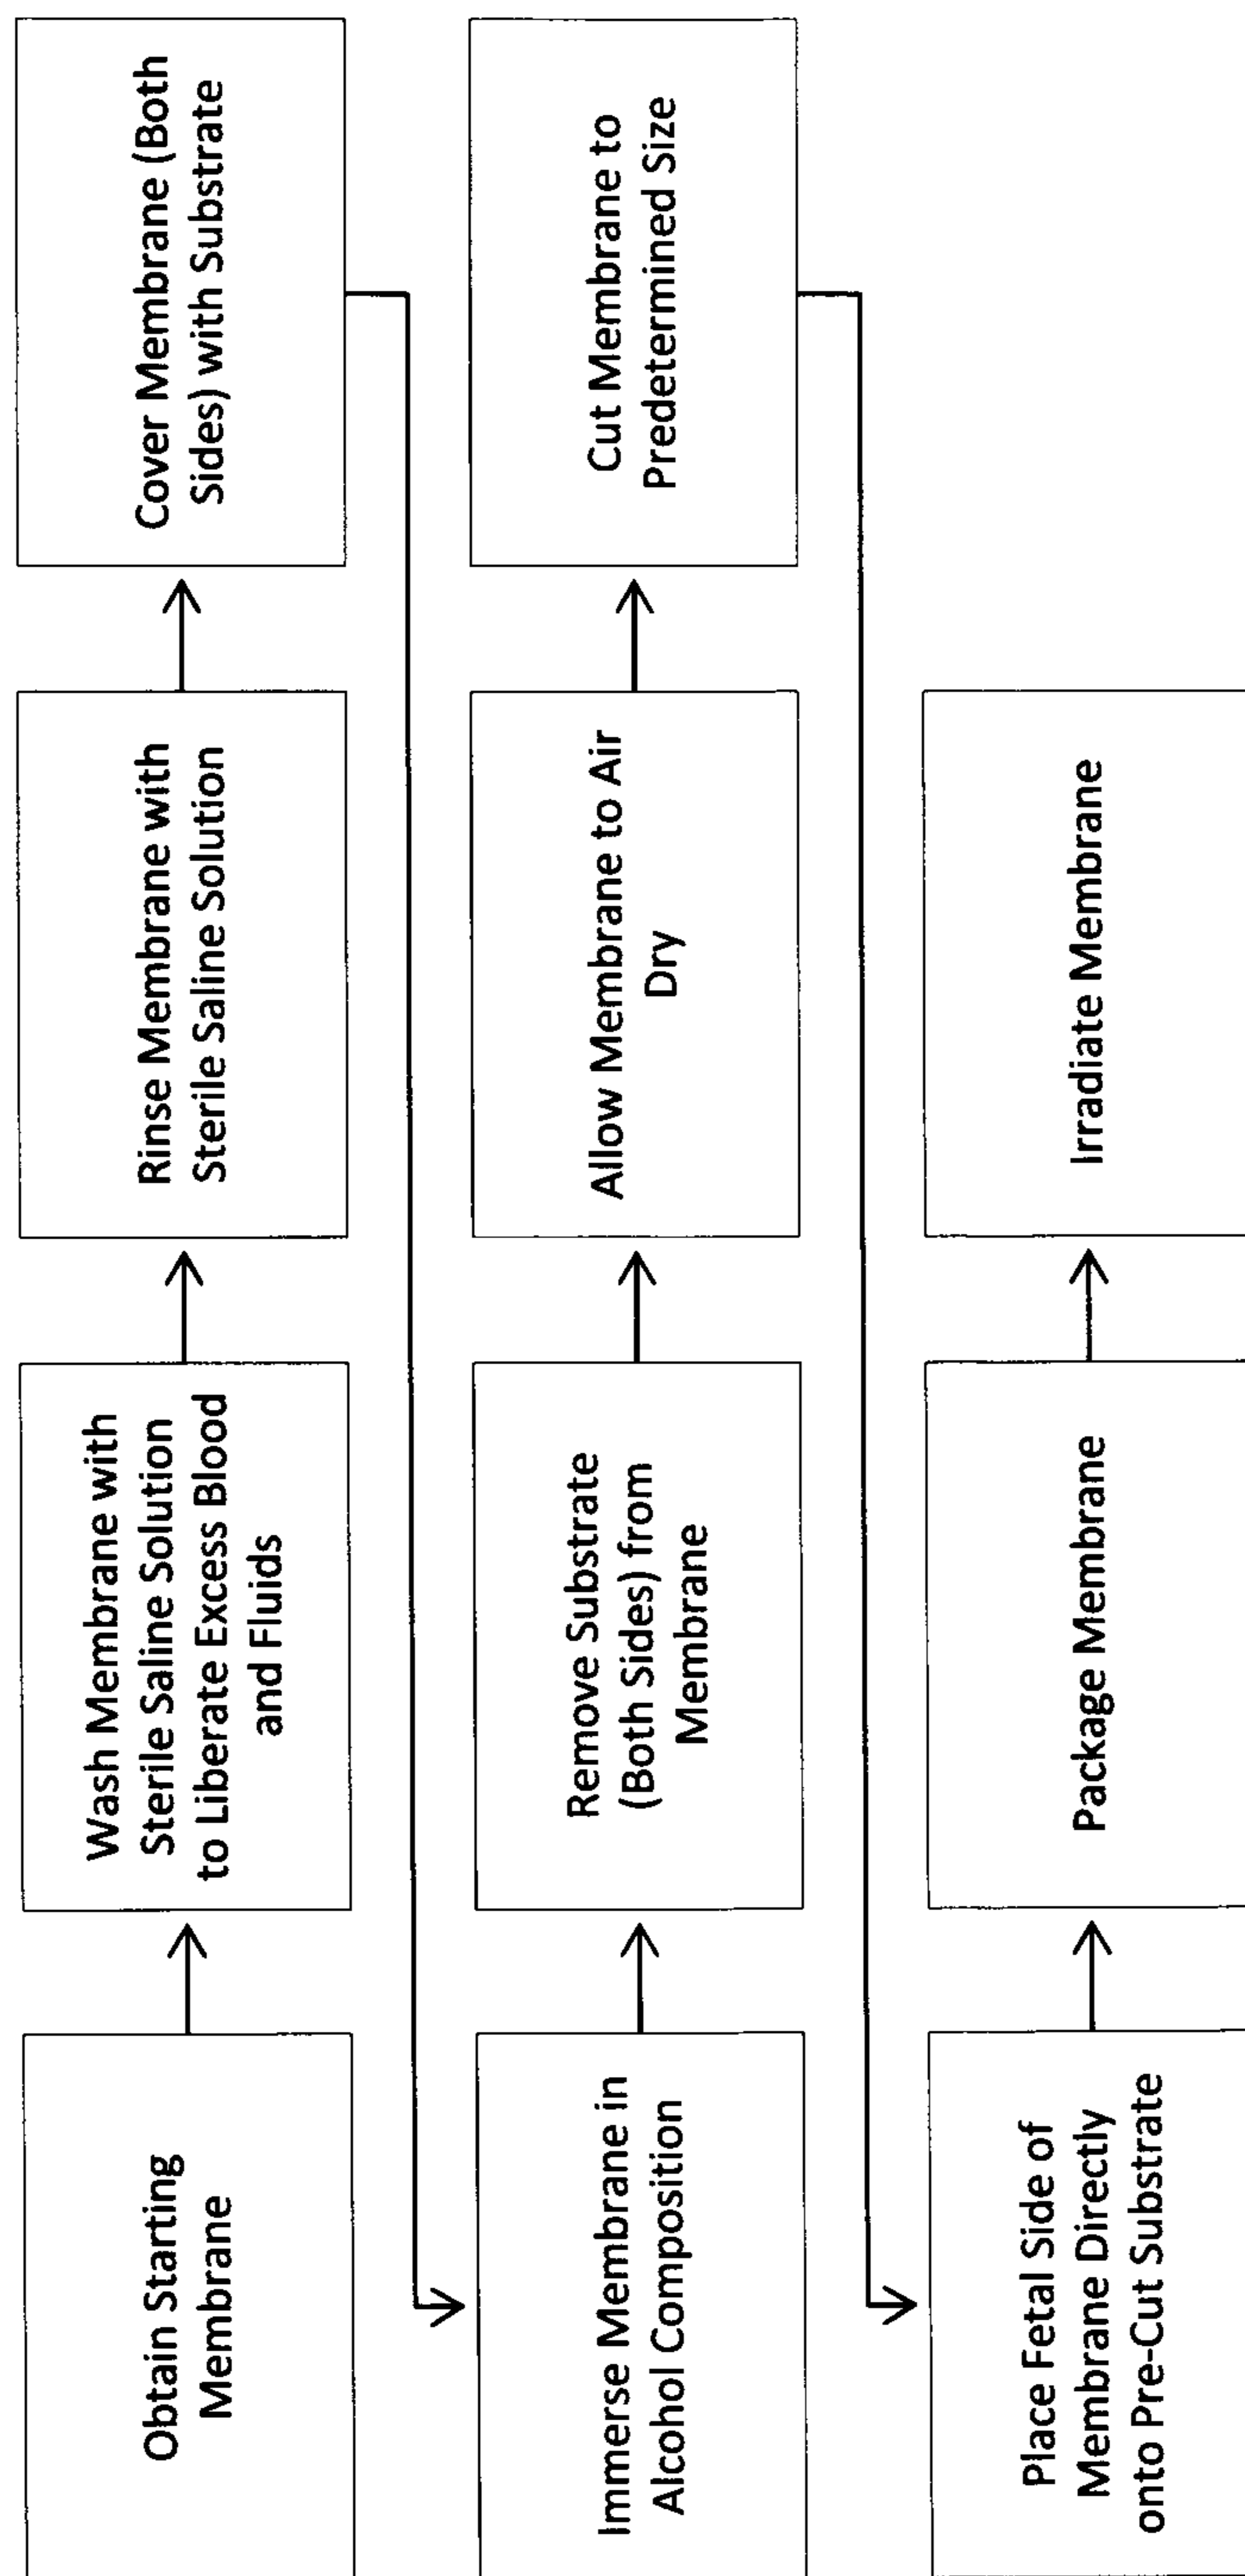 Obtain Starting
Membrane
Wash Membrane with
Sterile Saline Solution
to Liberate Excess Blood
and Fluids
Rinse Membrane with
Sterile Saline Solution
Cover Membrane (Both
Sides) with Substrate
Immerse Membrane in
Alcohol Composition
Remove Substrate
(Both Sides) from
Membrane
Allow Membrane to Air
Dry
Cut Membrane to
Predetermined Size
Place Fetal Side of
Membrane Directly
onto Pre-Cut Substrate
Package Membrane
Irradiate Membrane